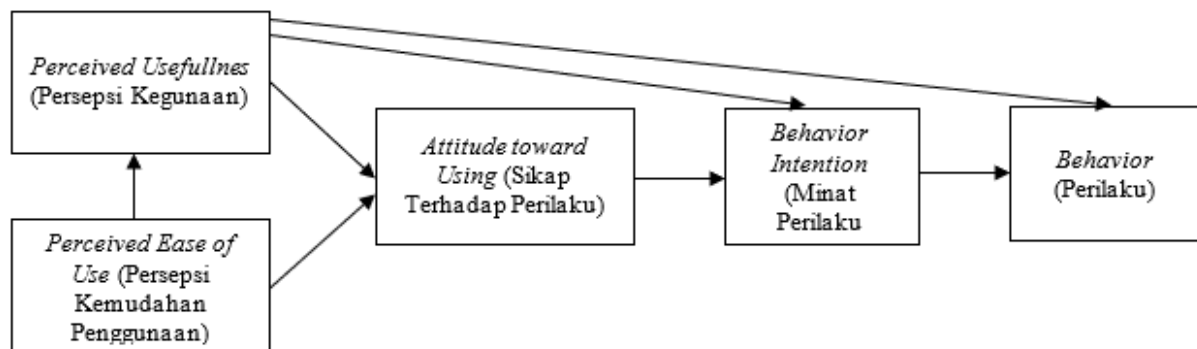 Perceived Usefullnes
(Persepsi Kegunaan)
Attitude toward
Using (Sikap
Terhadap Perilaku)
Behavior
Intention
(Minat
Perilaku
Behavior
(Perilaku)
Perceived Ease of
Use (Persepsi
Kemudahan
Penggunaan)